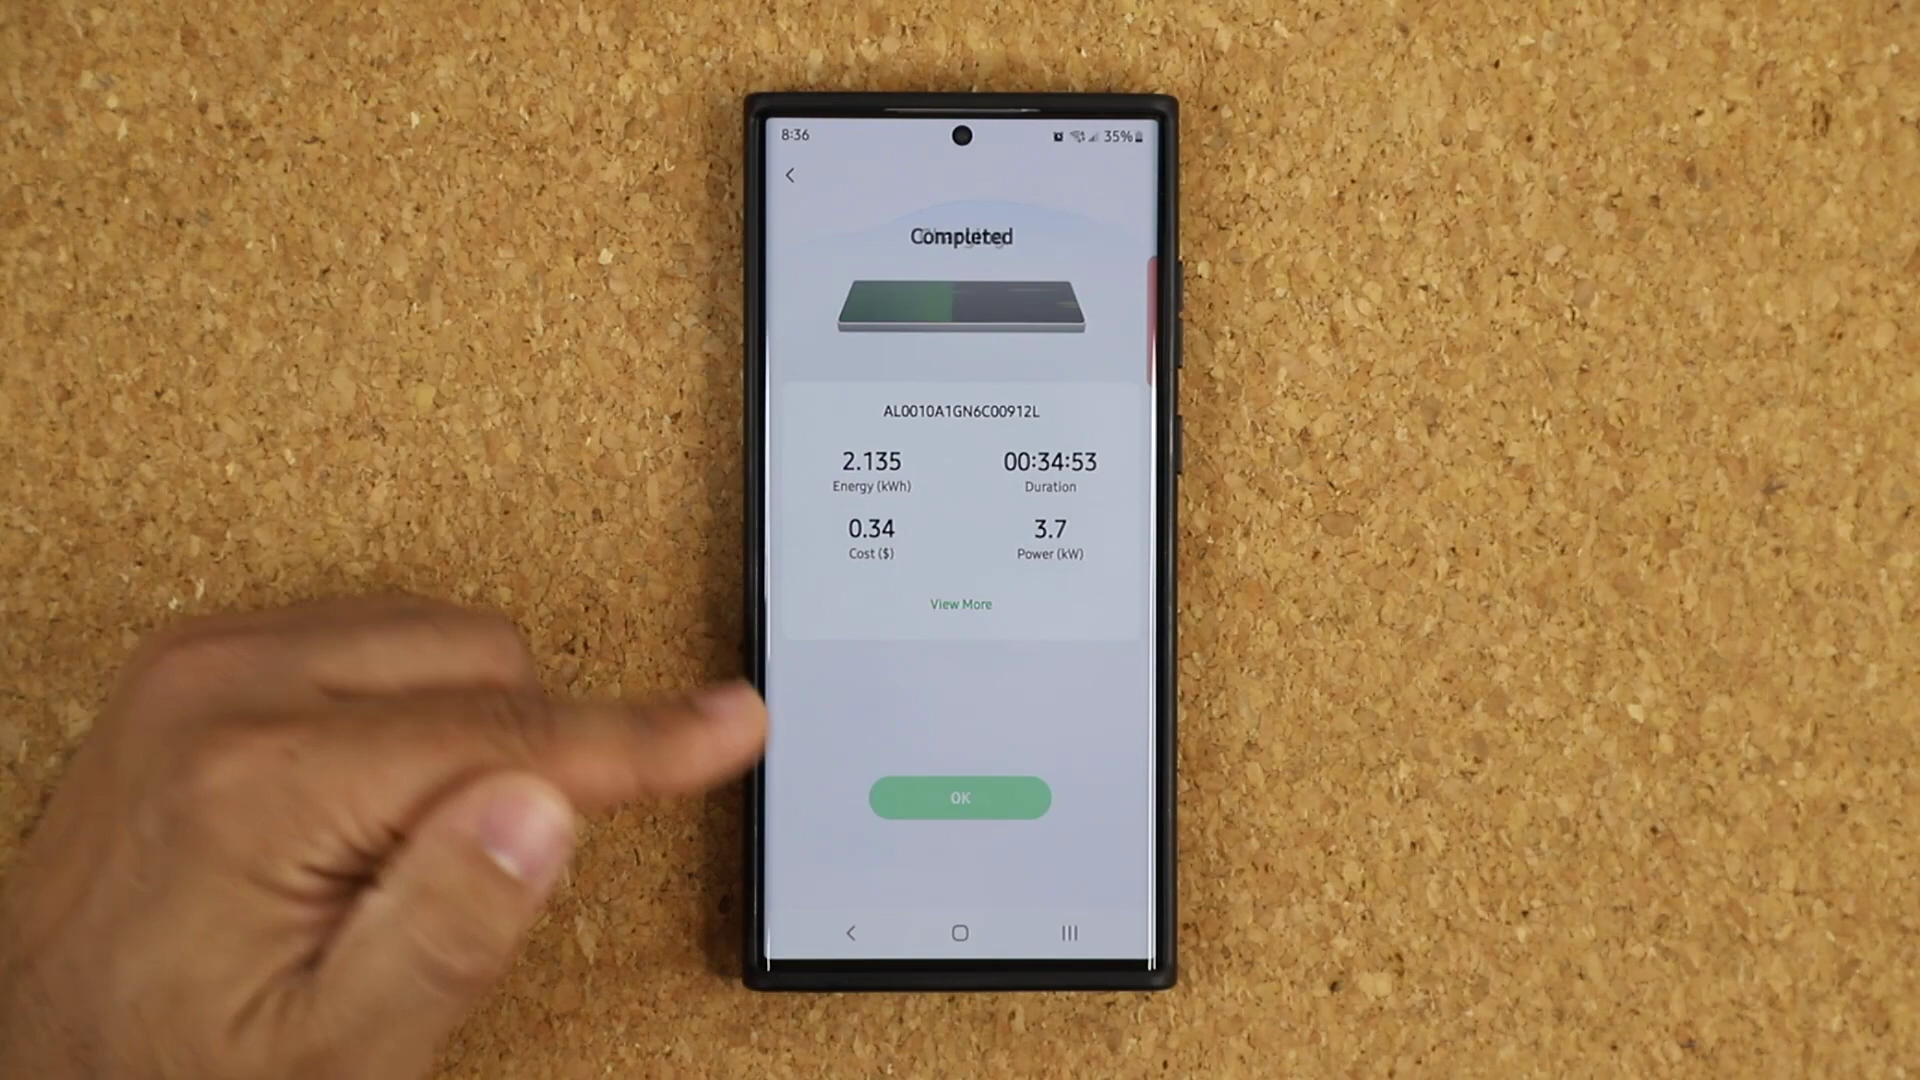 8:36
35%
Completed
AL0010A1GN6C00912L
2.135
Energy (kWh)
00:34:53
Duration
0.34
Cost ($)
3.7
Power (kW)
View More
OK